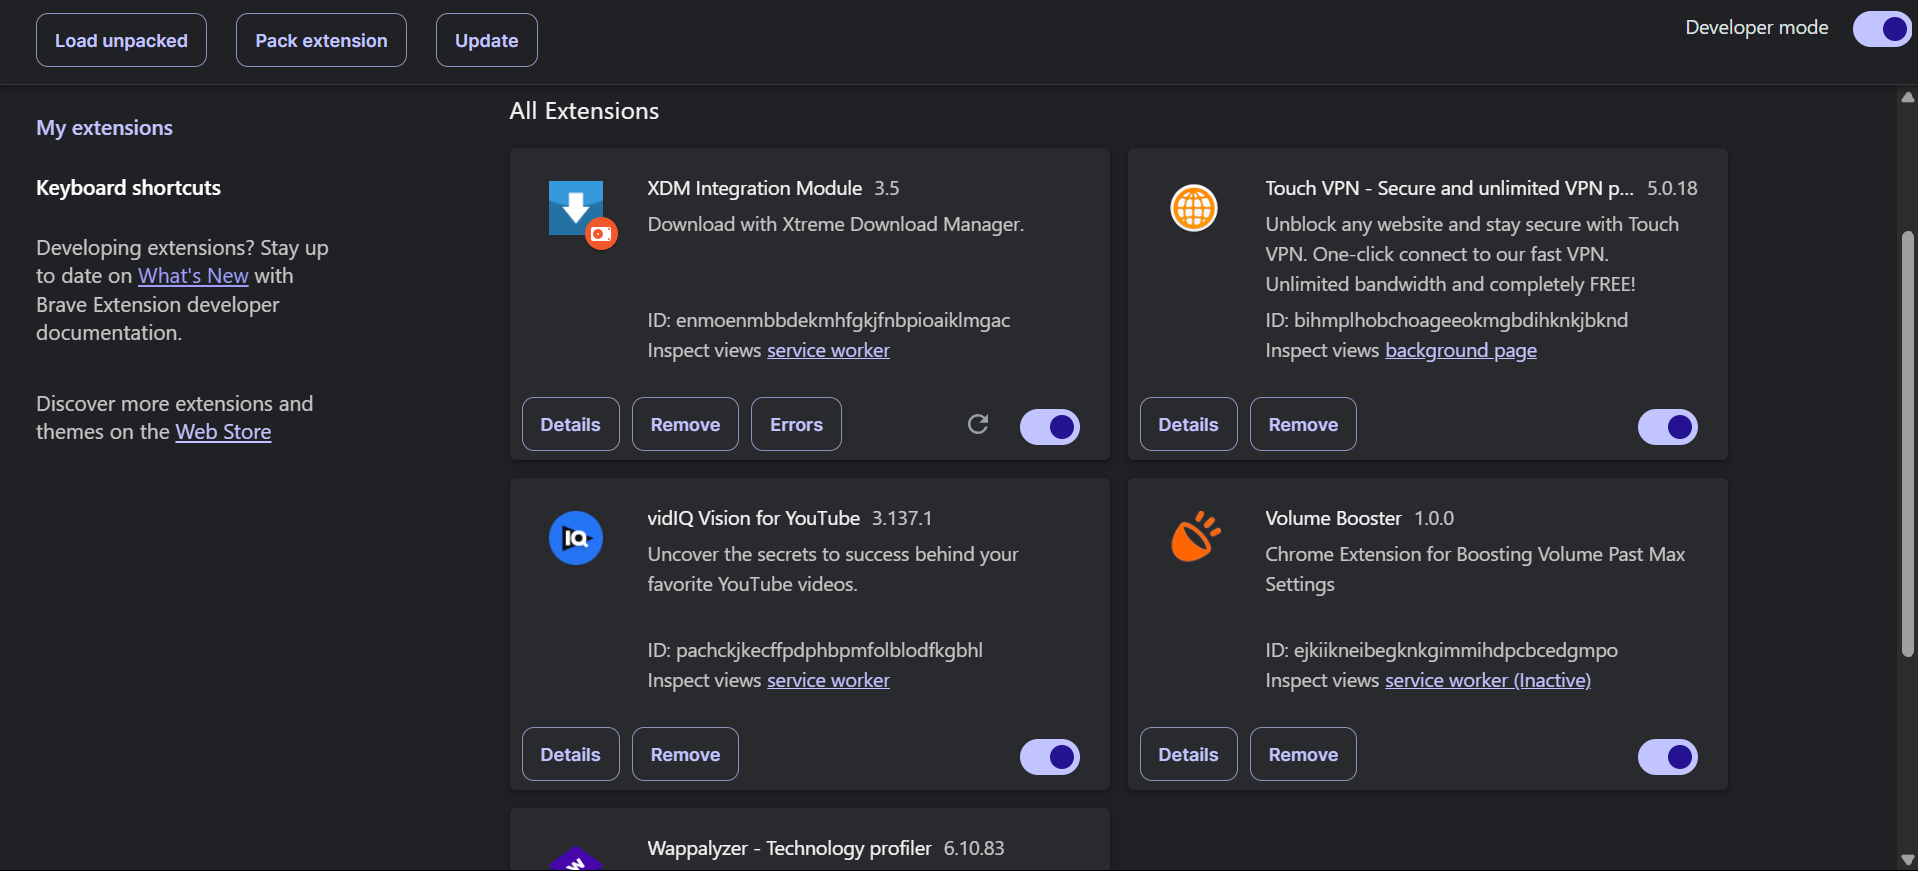 Load unpacked
Pack extension
Update
Developer mode
My extensions
Keyboard shortcuts
Developing extensions? Stay up
to date on What's New with
Brave Extension developer
documentation.
Discover more extensions and
themes on the Web Store
All Extensions
XDM Integration Module 3.5
Download with Xtreme Download Manager.
ID: enmoenmbbdekmhfgkjfnbpioaiklmgac
Inspect views service worker
Details
Remove
Errors
Touch VPN - Secure and unlimited VPN p... 5.0.18
Unblock any website and stay secure with Touch
VPN. One-click connect to our fast VPN.
Unlimited bandwidth and completely FREE!
ID: bihmplhobchoageeokmgbdihknkjbknd
Inspect views background page
Details
Remove
IQ
vidIQ Vision for YouTube 3.137.1
Uncover the secrets to success behind your
favorite YouTube videos.
ID: pachckjkecffpdphbpmfolblodfkgbhl
Inspect views service worker
Details
Remove
Volume Booster 1.0.0
Chrome Extension for Boosting Volume Past Max
Settings
ID: ejkiikneibegknkgimmihdpcbcedgmpo
Inspect views service worker (Inactive)
Details
Remove
W
Wappalyzer - Technology profiler 6.10.83